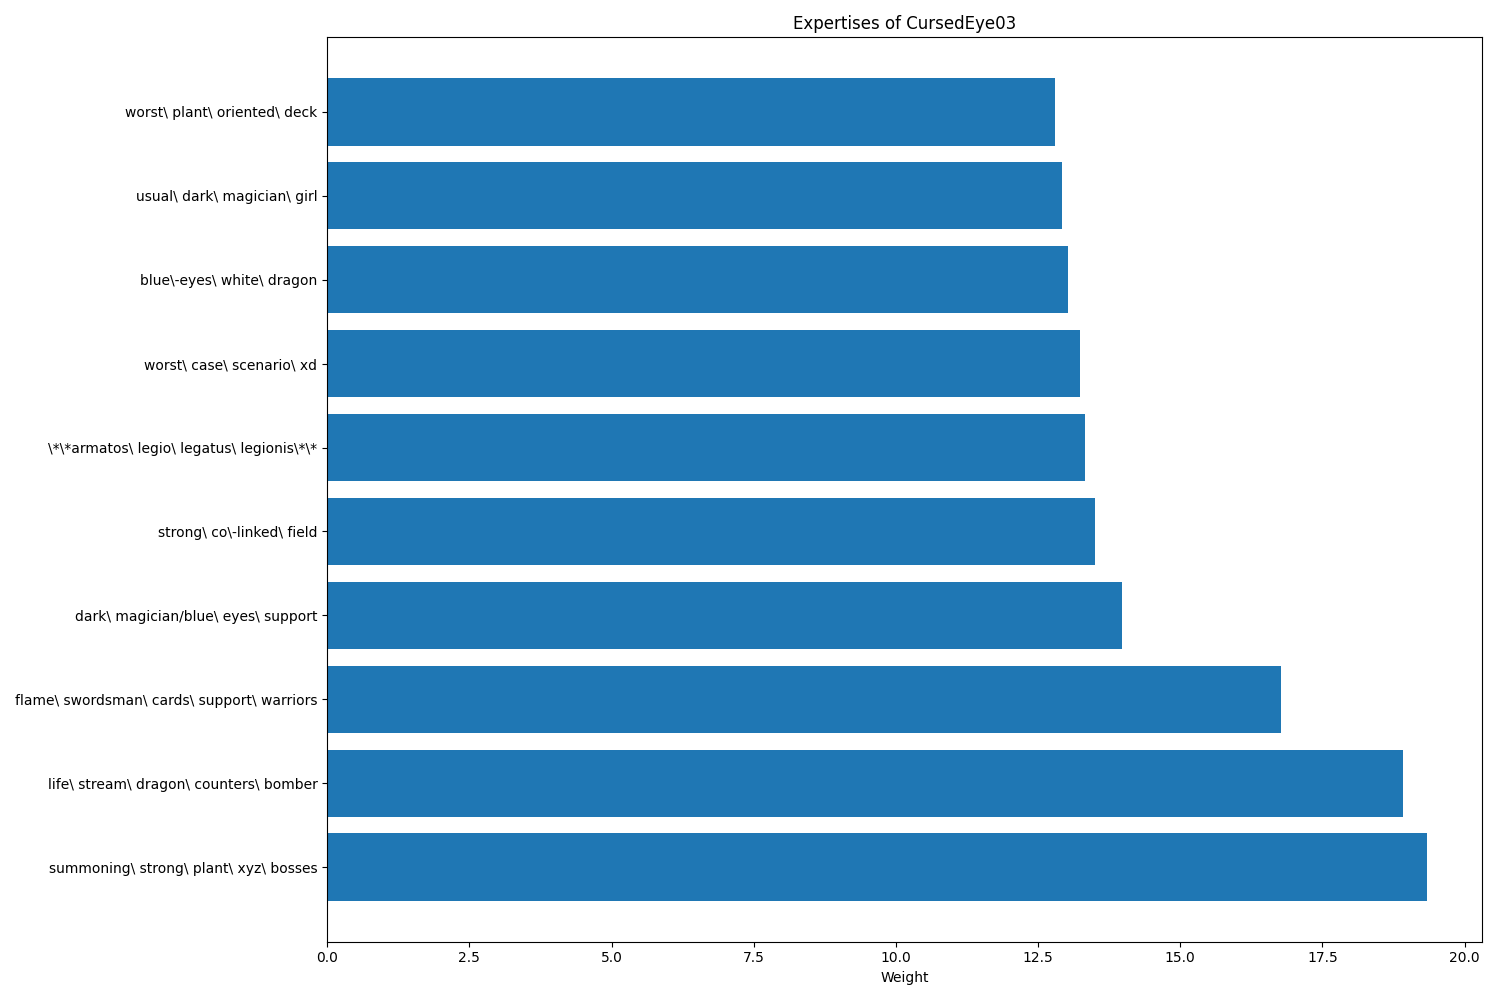 Expertises of CursedEye03
worst\ plant\ oriented\ deck
usual\ dark\ magician\ girl
blue\-eyes\ white\ dragon
worst\ case\ scenario\ xd
\*\*armatos\ legio\ legatus\ legionis\*\*
strong\ co\-linked\ field
dark\ magician/blue\ eyes\ support
flame\ swordsman\ cards\ support\ warriors
life\ stream\ dragon\ counters\ bomber
summoning\ strong\ plant\ xyz\ bosses
0.0 2.5 5.0 7.5 10.0 12.5 15.0 17.5 20.0
Weight